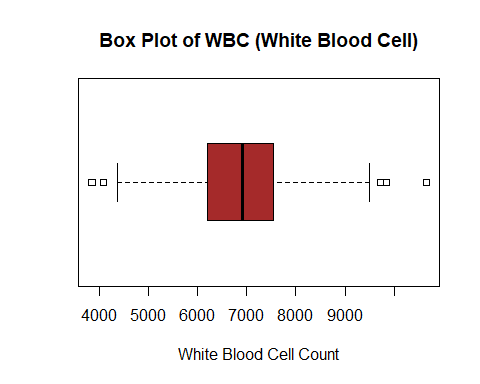 Box Plot of WBC (White Blood Cell)
4000 5000 6000 7000 8000 9000
White Blood Cell Count